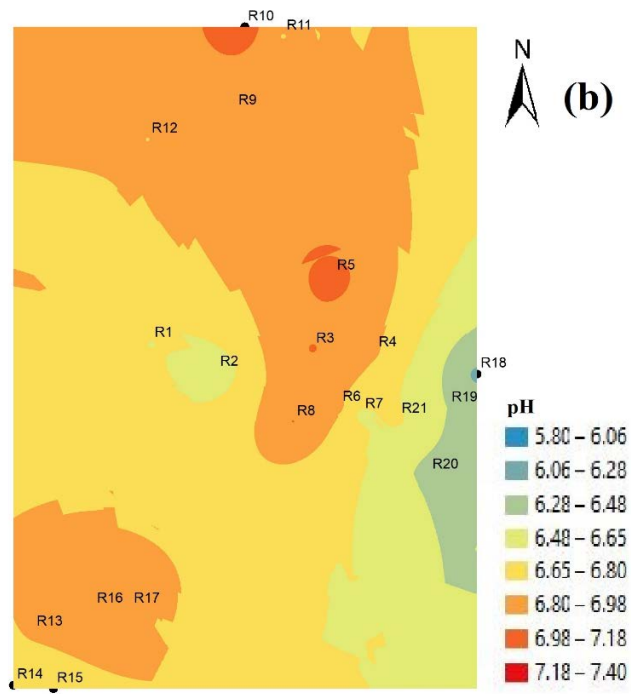 R10
R11
N
(b)
R9
R12
R5
R1
R2
R3
R4
R18
R6
R7
R21
R19
R8
pH
5.80 – 6.06
R20
6.06 – 6.28
6.28 – 6.48
6.48 – 6.65
6.65 – 6.80
R16
R17
6.80 – 6.98
R13
6.98 – 7.18
R14
R15
7.18 – 7.40